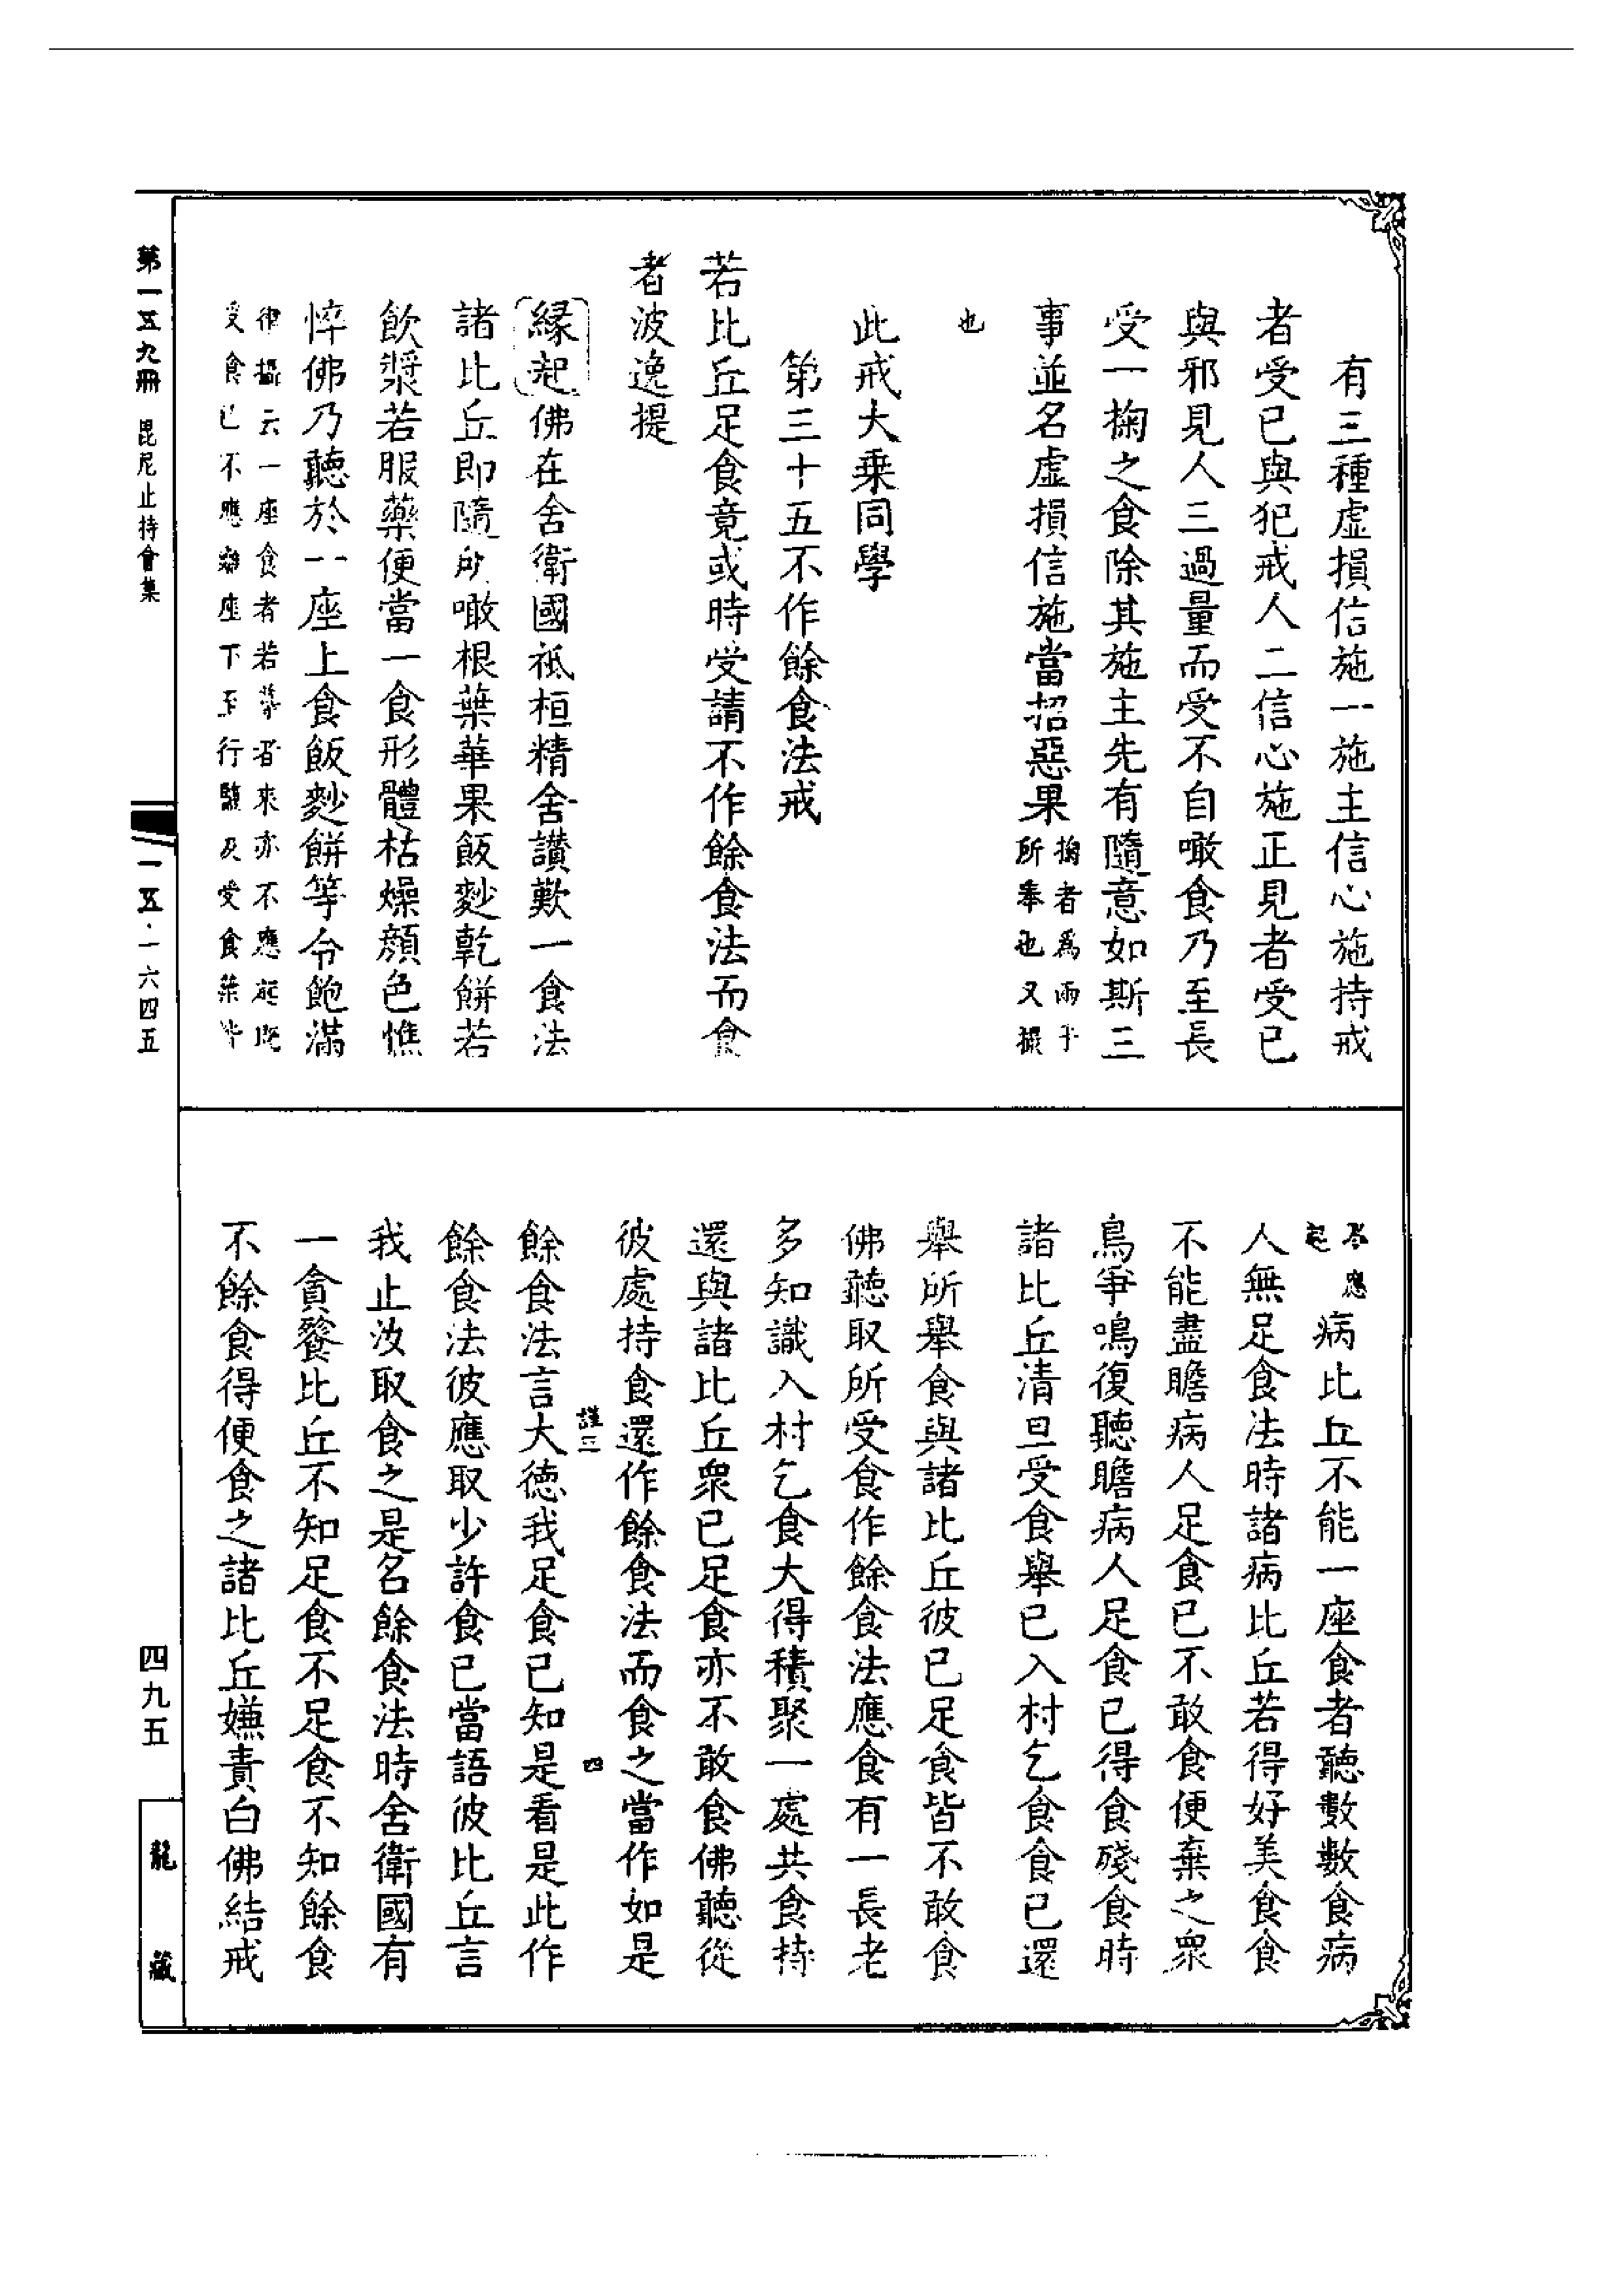 有三種虛損信施一施主信心施持戒
者受已與犯戒人二信心施正見者受已
與邪見人三過量而受不自噉食乃至長
受一掬之食除其施主先有隨意如斯三
事並名虛損信施當招惡果掬者為兩手
所奉也又撮
也
此戒大乘同學
第三十五不作餘食法戒
若比丘足食竟或時受請不作餘食法而食
者波逸提
緣起佛在舍衛國祇桓精舍讚歎一食法
諸比丘即隨所噉根葉華果飯麨乾餅若
飲漿若服藥便當一食形體枯燥顏色憔
悴佛乃聽於一座上食飯麨餅等令飽滿
律攝云一座食者若尊者來亦不應起既
受食已不應離座下至行鹽及受食葉皆
不應
起病比丘不能一座食者聽數數食病
人無足食法時諸病比丘若得好美食食
不能盡瞻病人足食已不敢食便棄之眾
鳥爭鳴復聽瞻病人足食已得食殘食時
諸比丘清旦受食舉已入村乞食食已還
舉所舉食與諸比丘彼已足食皆不敢食
佛聽取所受食作餘食法應食有一長老
多知識入村乞食大得積聚一處共食持
還與諸比丘眾已足食亦不敢食佛聽從
彼處持食還作餘食法而食之當作如是
謹三
四
餘食法言大德我足食已知是看是此作
餘食法彼應取少許食已當語彼比丘言
我止汝取食之是名餘食法時舍衛國有
一貪餮比丘不知足食不足食不知餘食
不餘食得便食之諸比丘嫌責白佛結戒
第一五九冊 毘尼止持會集
一五·一六四五
四九五
龍藏